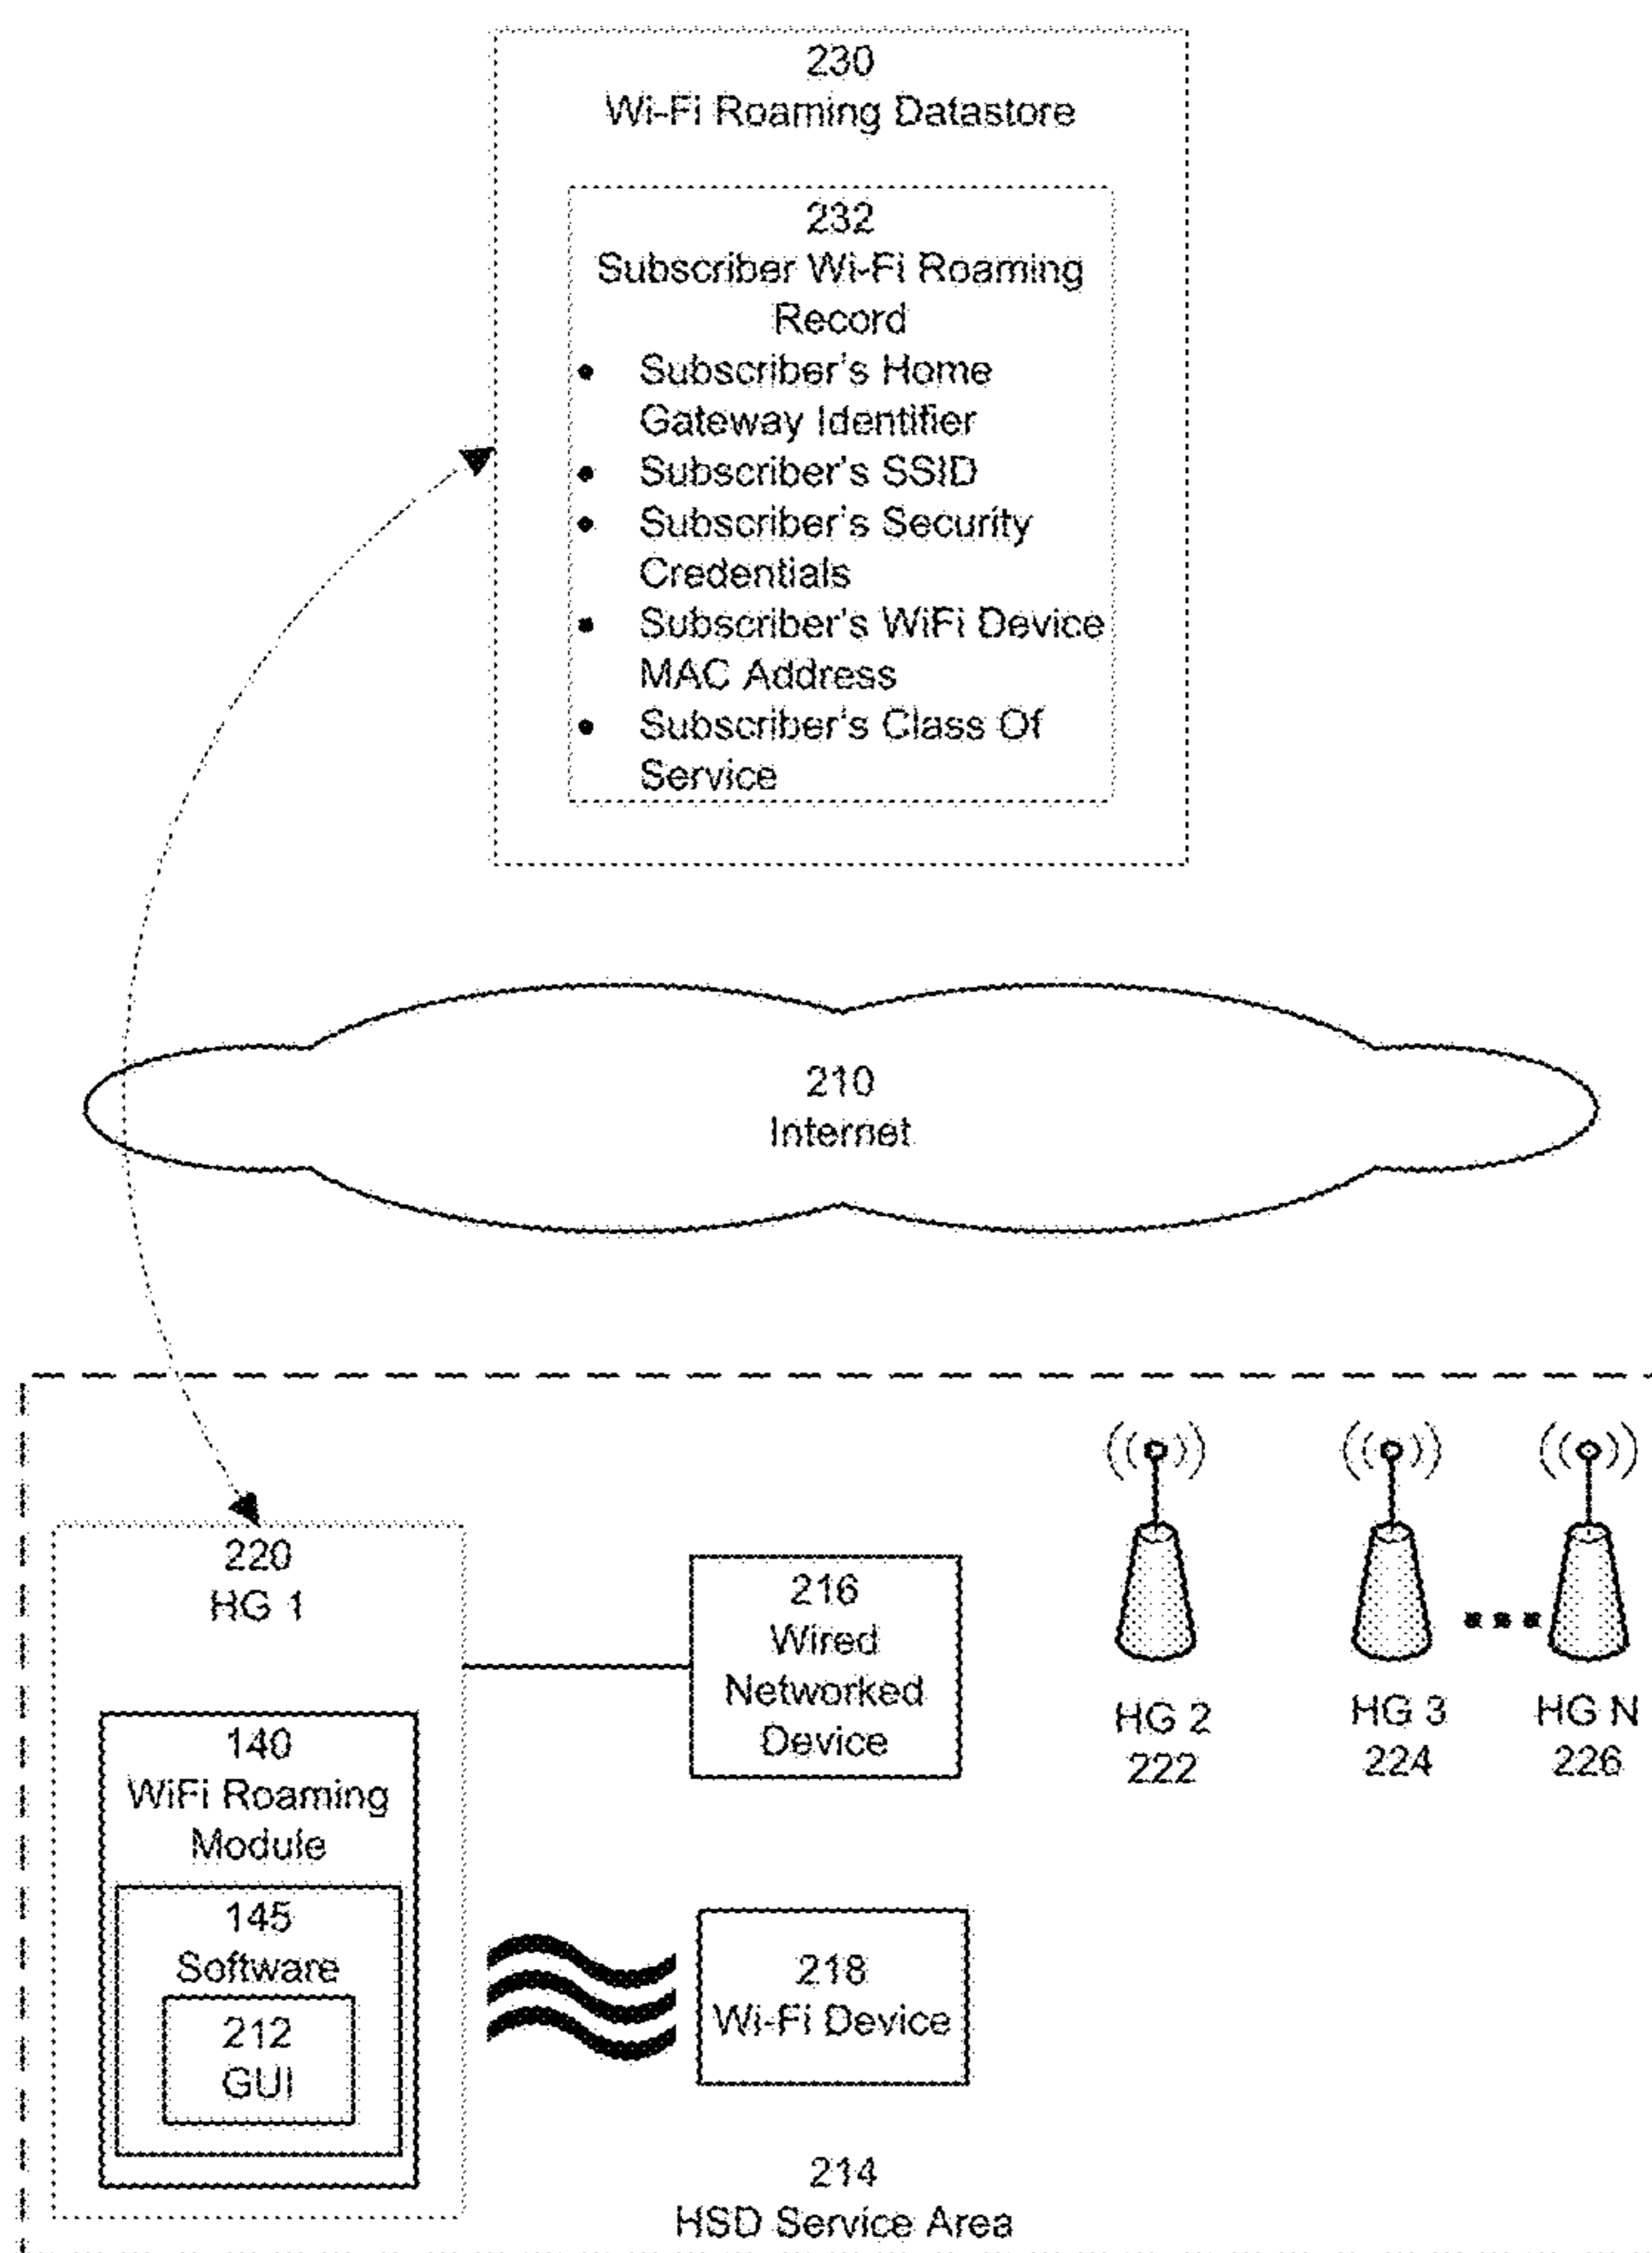 230
Wi-Fi Roaming Datastore
232
Subscriber Wi-Fi Roaming
Record
• Subscriber's Home
Gateway Identifier
• Subscriber's SSID
• Subscriber's Security
Credentials
• Subscriber's WiFi Device
MAC Address
• Subscriber's Class Of
Service
210
Internet
220
HG 1
140
WiFi Roaming
Module
145
Software
212
GUI
216
Wired
Networked
Device
218
Wi-Fi Device
HG 2
222
HG 3
224
HG N
226
214
HSD Service Area